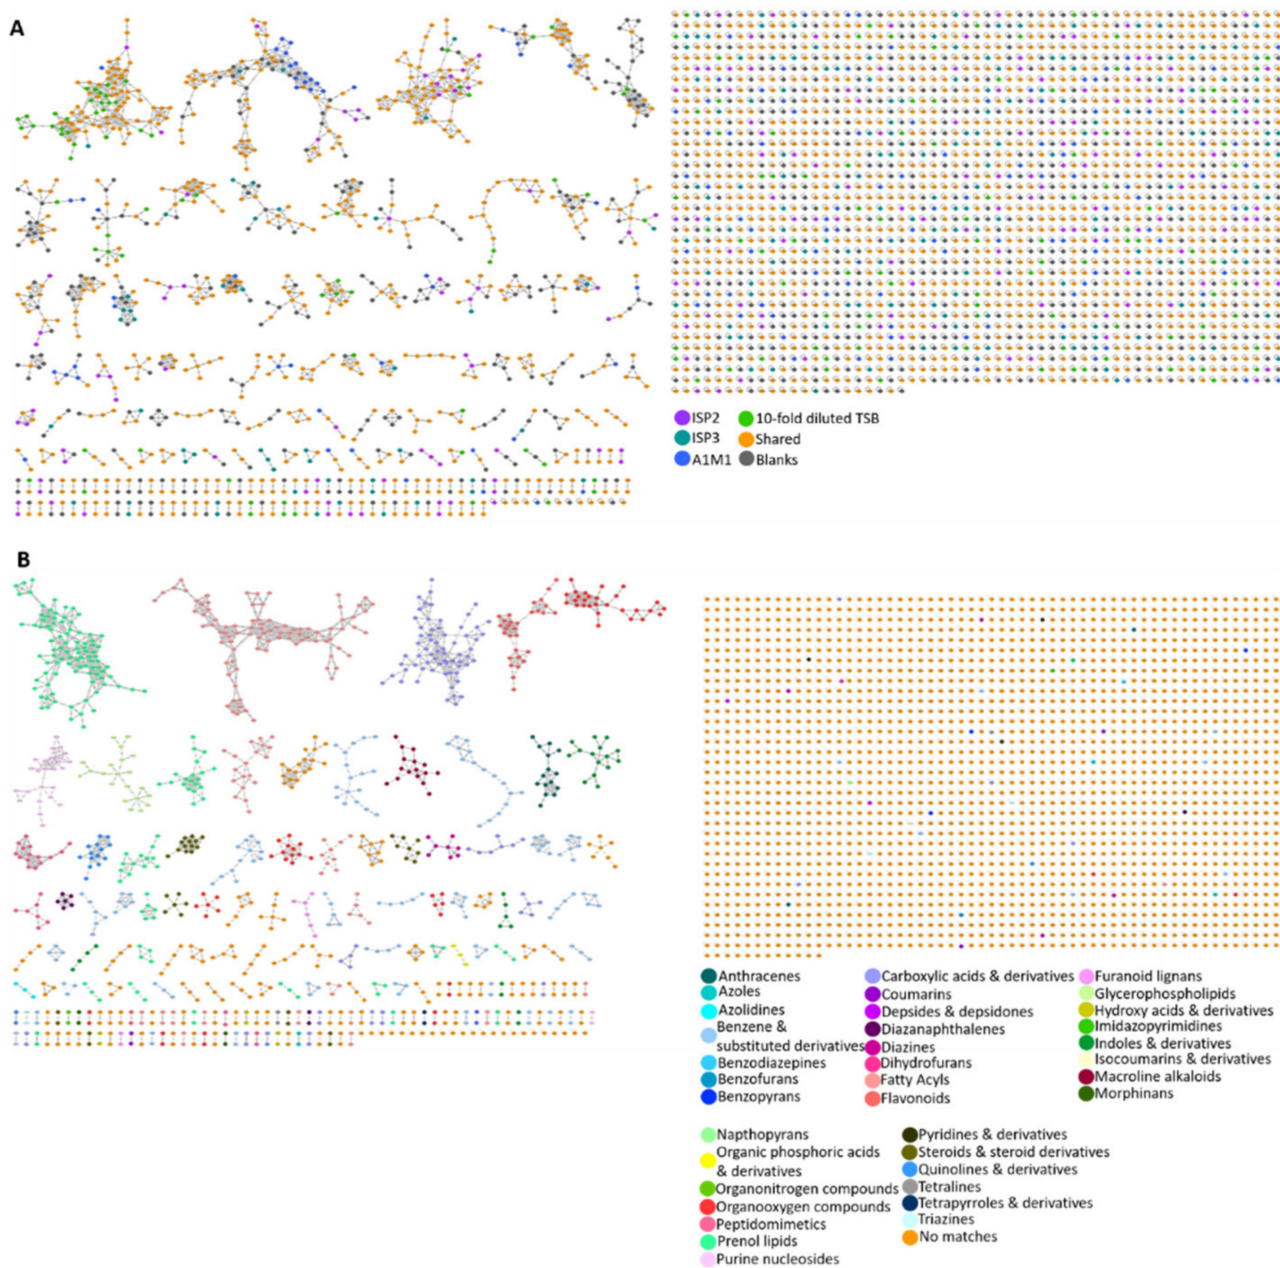 A
ISP2
10-fold diluted TSB
ISP3
Shared
A1M1
Blanks
B
Anthracenes
Azoles
Azolidines
Benzene &
substituted derivatives
Benzodiazepines
Benzofurans
Benzopyrans
Carboxylic acids & derivatives
Coumarins
Depsides & depsidones
Diazanaphthalenes
Diazines
Dihydrofurans
Fatty Acyls
Flavonoids
Furanoid lignans
Glycerophospholipids
Hydroxy acids & derivatives
Imidazopyrimidines
Indoles & derivatives
Isocoumarins & derivatives
Macroline alkaloids
Morphinans
Napthopyrans
Organic phosphoric acids
& derivatives
Organonitrogen compounds
Organooxygen compounds
Peptidomimetics
Prenol lipids
Purine nucleosides
Pyridines & derivatives
Steroids & steroid derivatives
Quinolines & derivatives
Tetralines
Tetrapyrroles & derivatives
Triazines
No matches